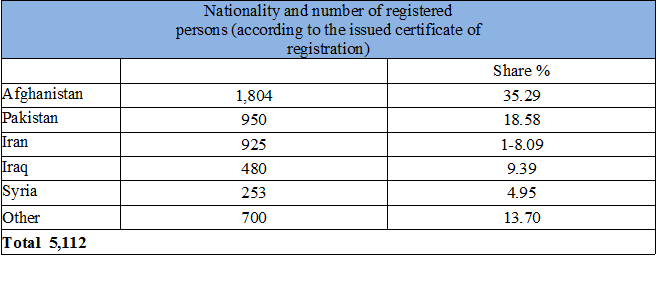 Nationality and number of registered
persons (according to the issued certificate of
registration)
Share %
Afghanistan 1,804 35.29
Pakistan 950 18.58
Iran 925 1-8.09
Iraq 480 9.39
Syria 253 4.95
Other 700 13.70
Total 5,112